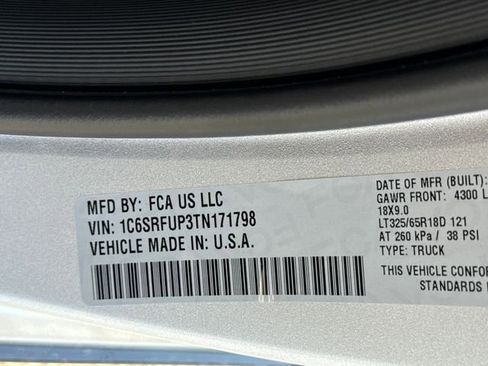 MFD BY: FCA US LLC
VIN: 1C6SRFUP3TN171798
VEHICLE MADE IN: U.S.A.
DATE OF MFR (BUILT):
GAWR FRONT: 4300 L
18X9.0
LT325/65R18D 121
AT 260 kPa / 38 PSI
TYPE: TRUCK
THIS VEHICLE CONFOR
STANDARDS